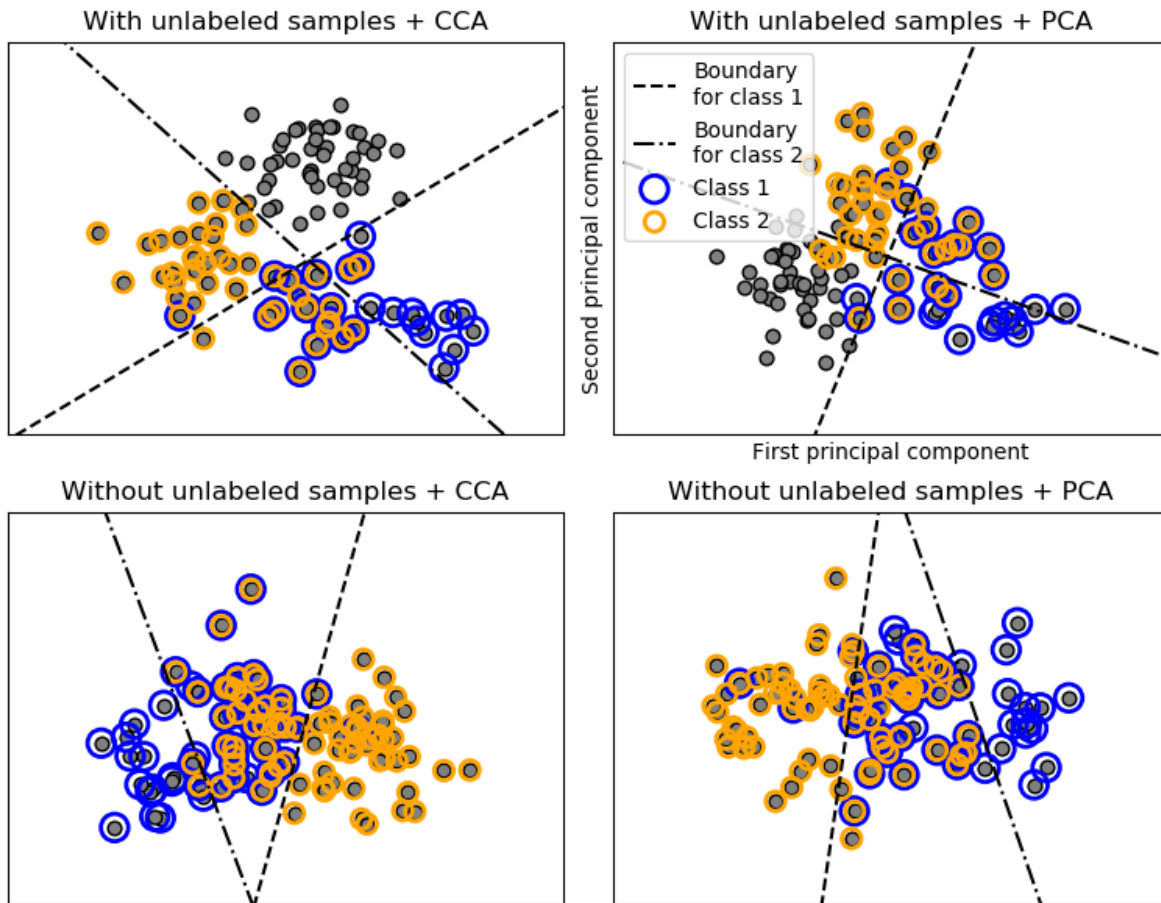 With unlabeled samples + CCA
With unlabeled samples + PCA
Boundary
for class 1
Boundary
for class 2
Class 1
Class 2
Second principal component
First principal component
Without unlabeled samples + CCA
Without unlabeled samples + PCA